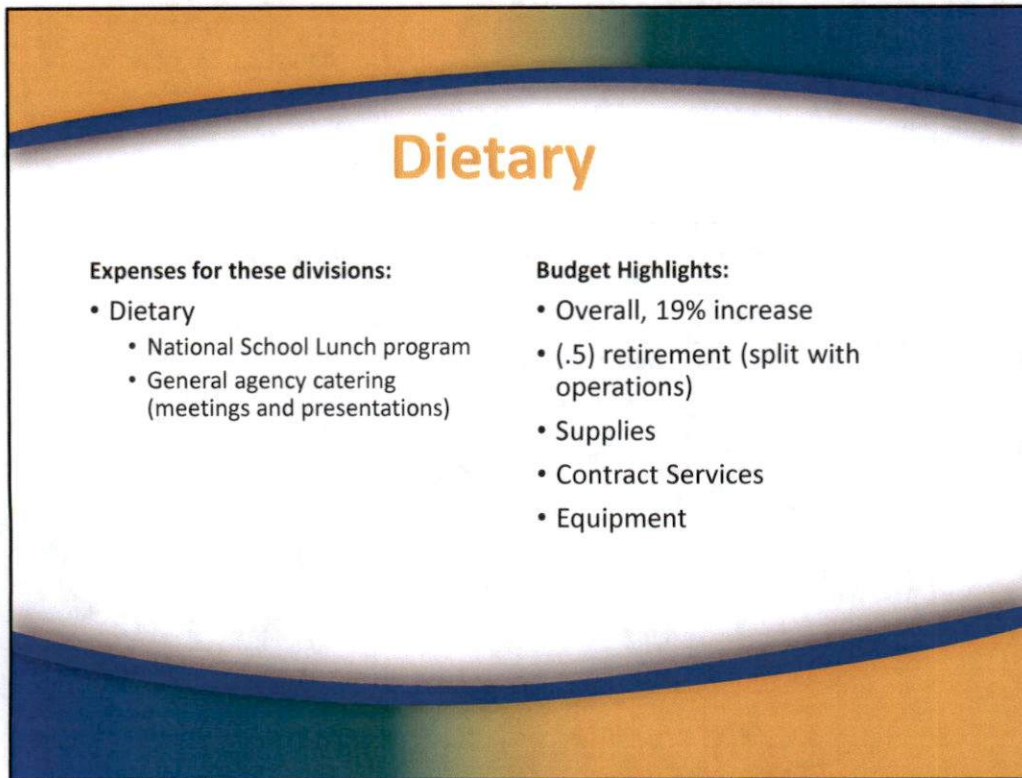 Dietary
Expenses for these divisions:
• Dietary
• National School Lunch program
• General agency catering
(meetings and presentations)
Budget Highlights:
• Overall, 19% increase
• (.5) retirement (split with
operations)
• Supplies
• Contract Services
• Equipment